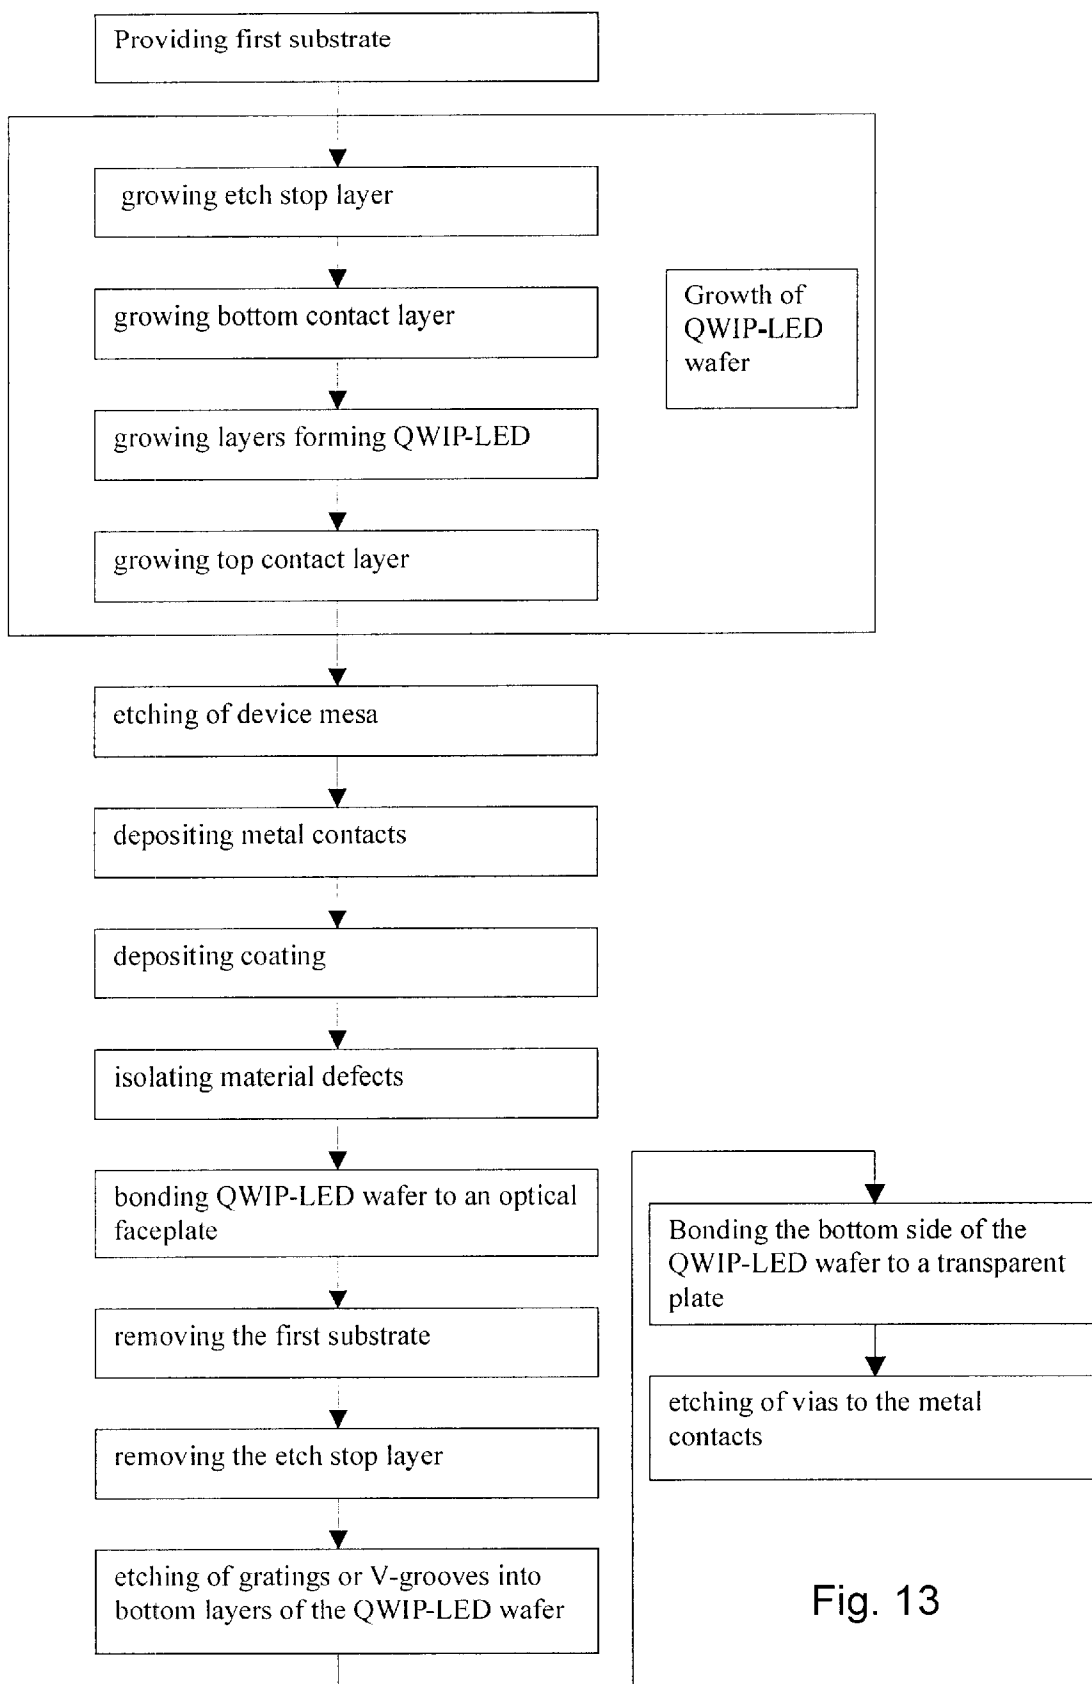 Providing first substrate
growing etch stop layer
growing bottom contact layer
growing layers forming QWIP-LED
growing top contact layer
Growth of
QWIP-LED
wafer
etching of device mesa
depositing metal contacts
depositing coating
isolating material defects
bonding QWIP-LED wafer to an optical
faceplate
removing the first substrate
removing the etch stop layer
etching of gratings or V-grooves into
bottom layers of the QWIP-LED wafer
Bonding the bottom side of the
QWIP-LED wafer to a transparent
plate
etching of vias to the metal
contacts
Fig. 13